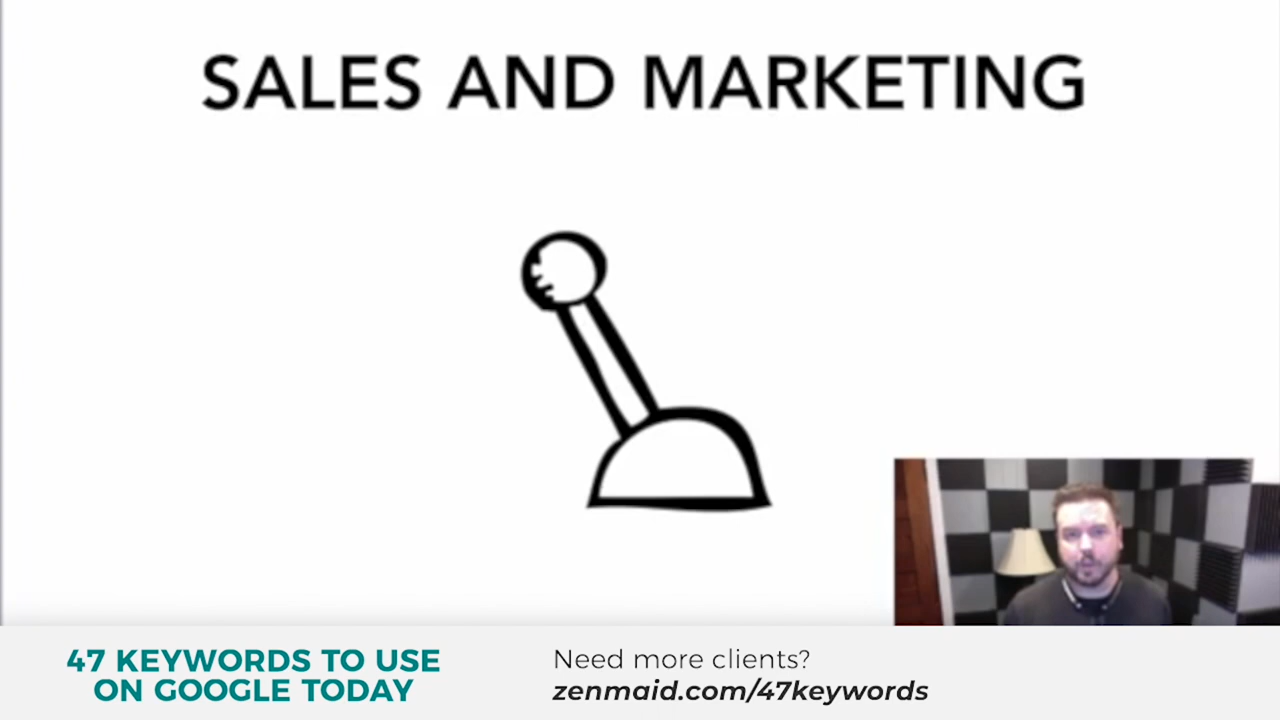 SALES AND MARKETING
47 KEYWORDS TO USE
ON GOOGLE TODAY
Need more clients?
zenmaid.com/47keywords